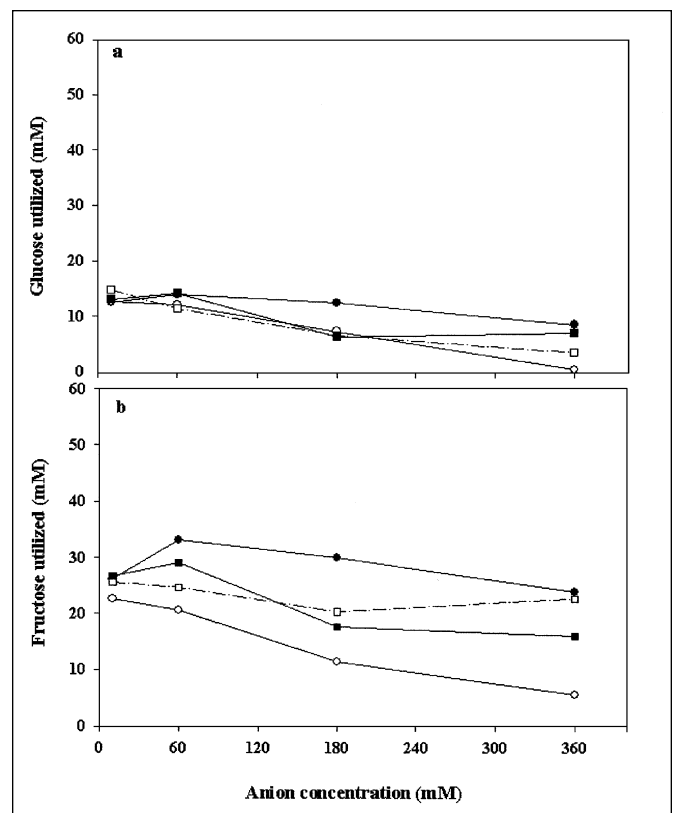 a
Glucose utilized (mM)
60
50
40
30
20
10
0
b
Fructose utilized (mM)
60
50
40
30
20
10
0
0 60 120 180 240 300 360
Anion concentration (mM)